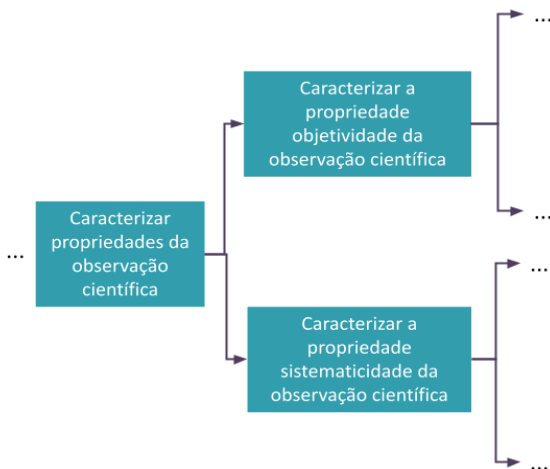 ...
Caracterizar a
propriedade
objetividade da
observação científica
...
Caracterizar
propriedades da
observação
científica
...
...
Caracterizar a
propriedade
sistematicidade da
observação científica
...